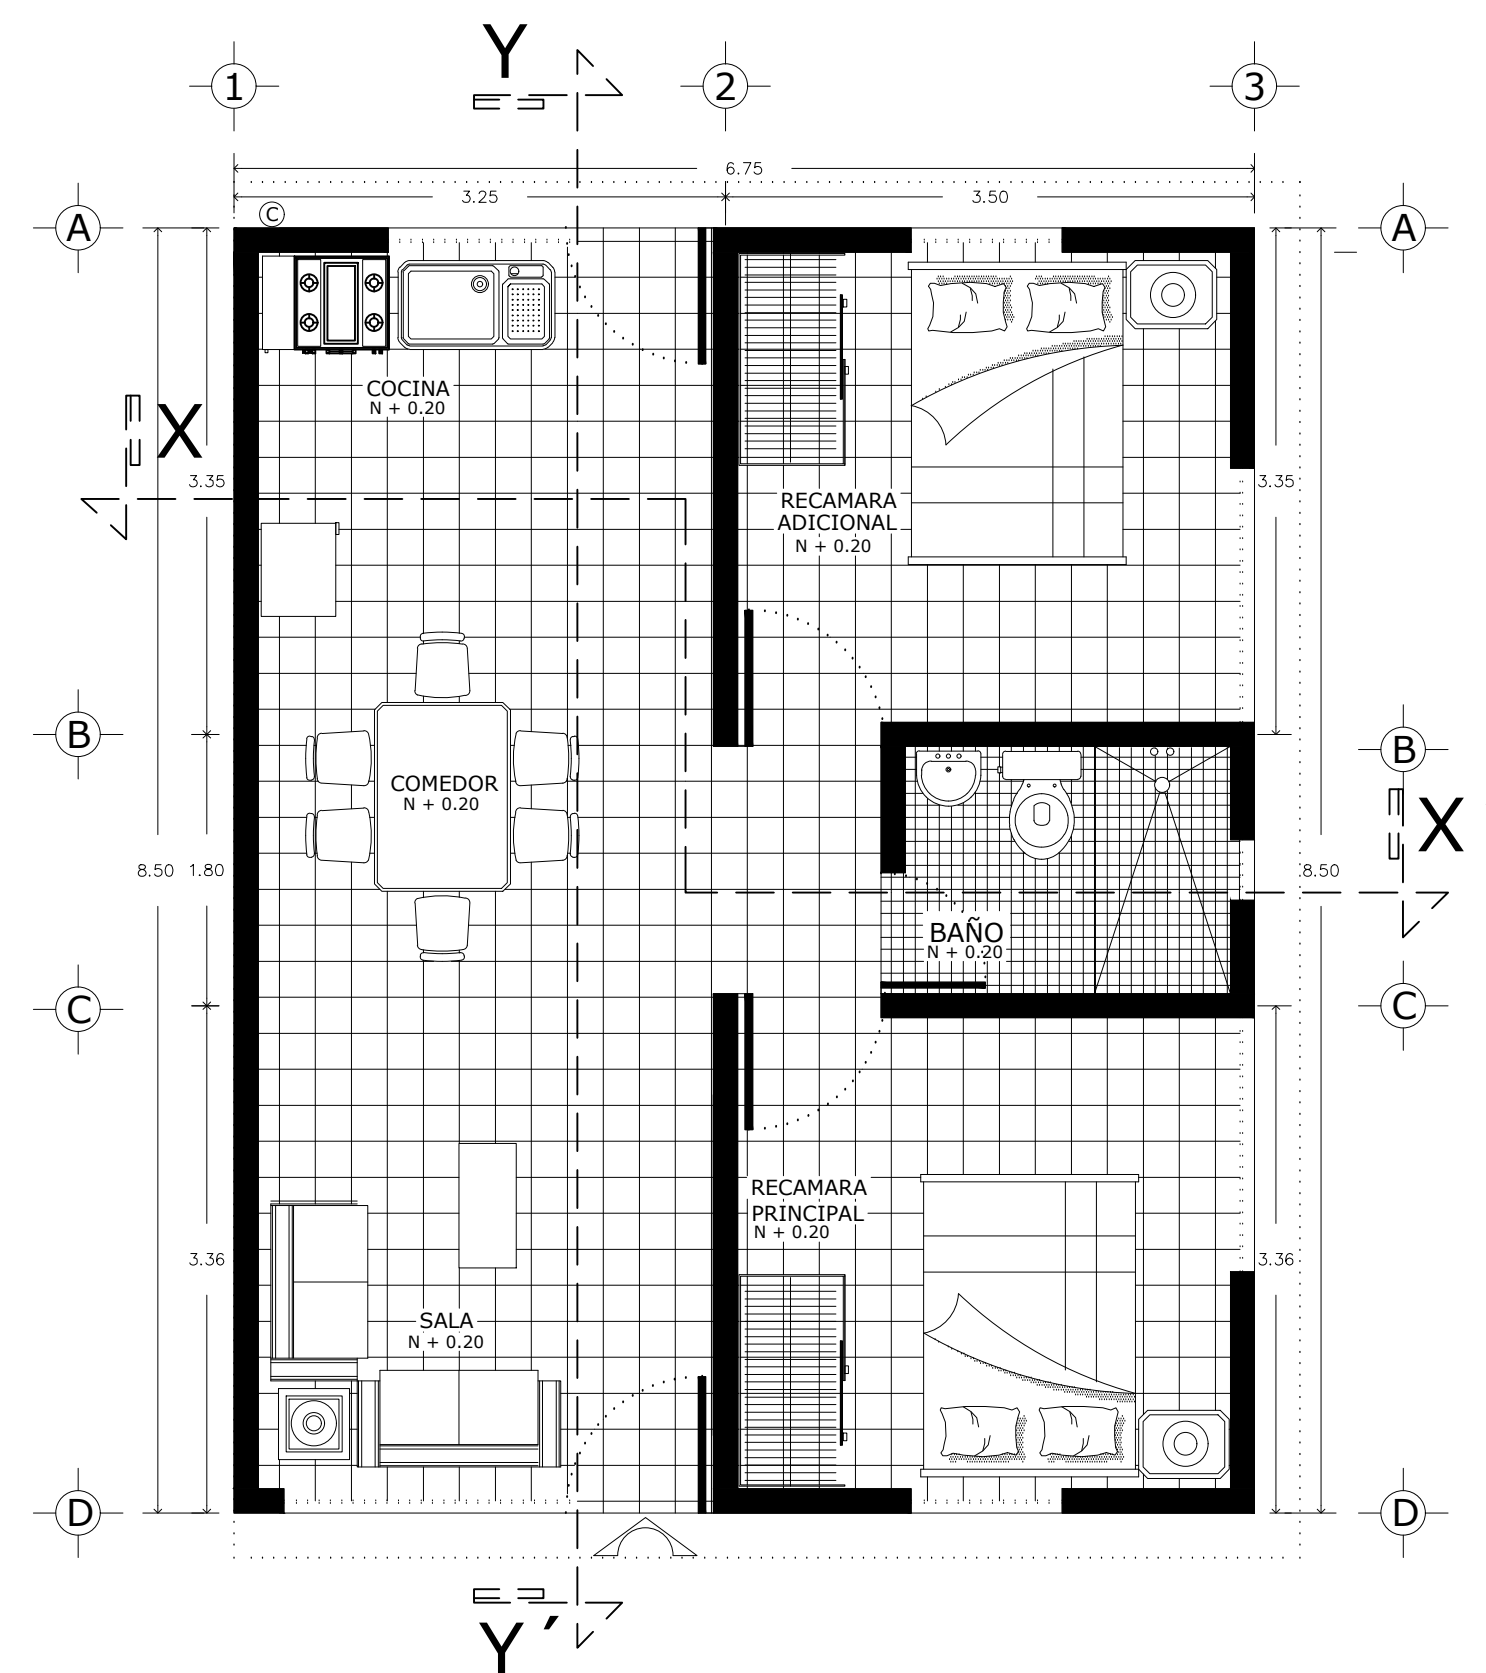 Y
1
2
3
6.75
3.25
3.50
C
A
A
COCINA
N + 0.20
X
3.35
3.35
RECAMARA
ADICIONAL
N + 0.20
B
B
COMEDOR
N + 0.20
X
8.50
1.80
8.50
BAÑO
N + 0.20
C
C
RECAMARA
PRINCIPAL
N + 0.20
3.36
3.36
SALA
N + 0.20
D
D
Y´